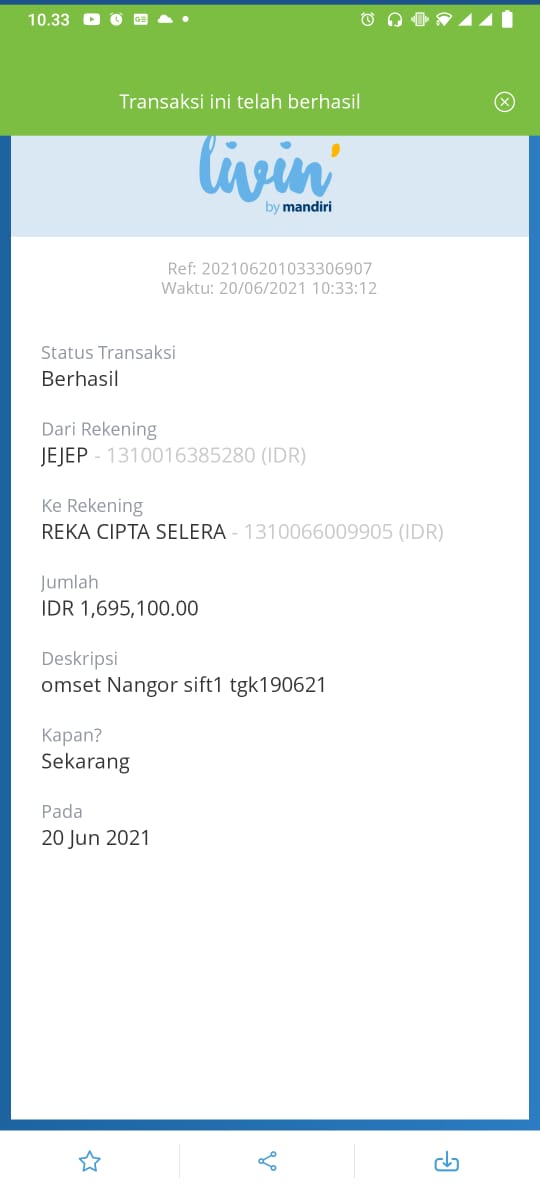 10.33
Transaksi ini telah berhasil
livin'
by mandiri
Ref: 202106201033306907
Waktu: 20/06/2021 10:33:12
Status Transaksi
Berhasil
Dari Rekening
JEJEP - 1310016385280 (IDR)
Ke Rekening
REKA CIPTA SELERA - 1310066009905 (IDR)
Jumlah
IDR 1,695,100.00
Deskripsi
omset Nangor sift1 tgk190621
Kapan?
Sekarang
Pada
20 Jun 2021